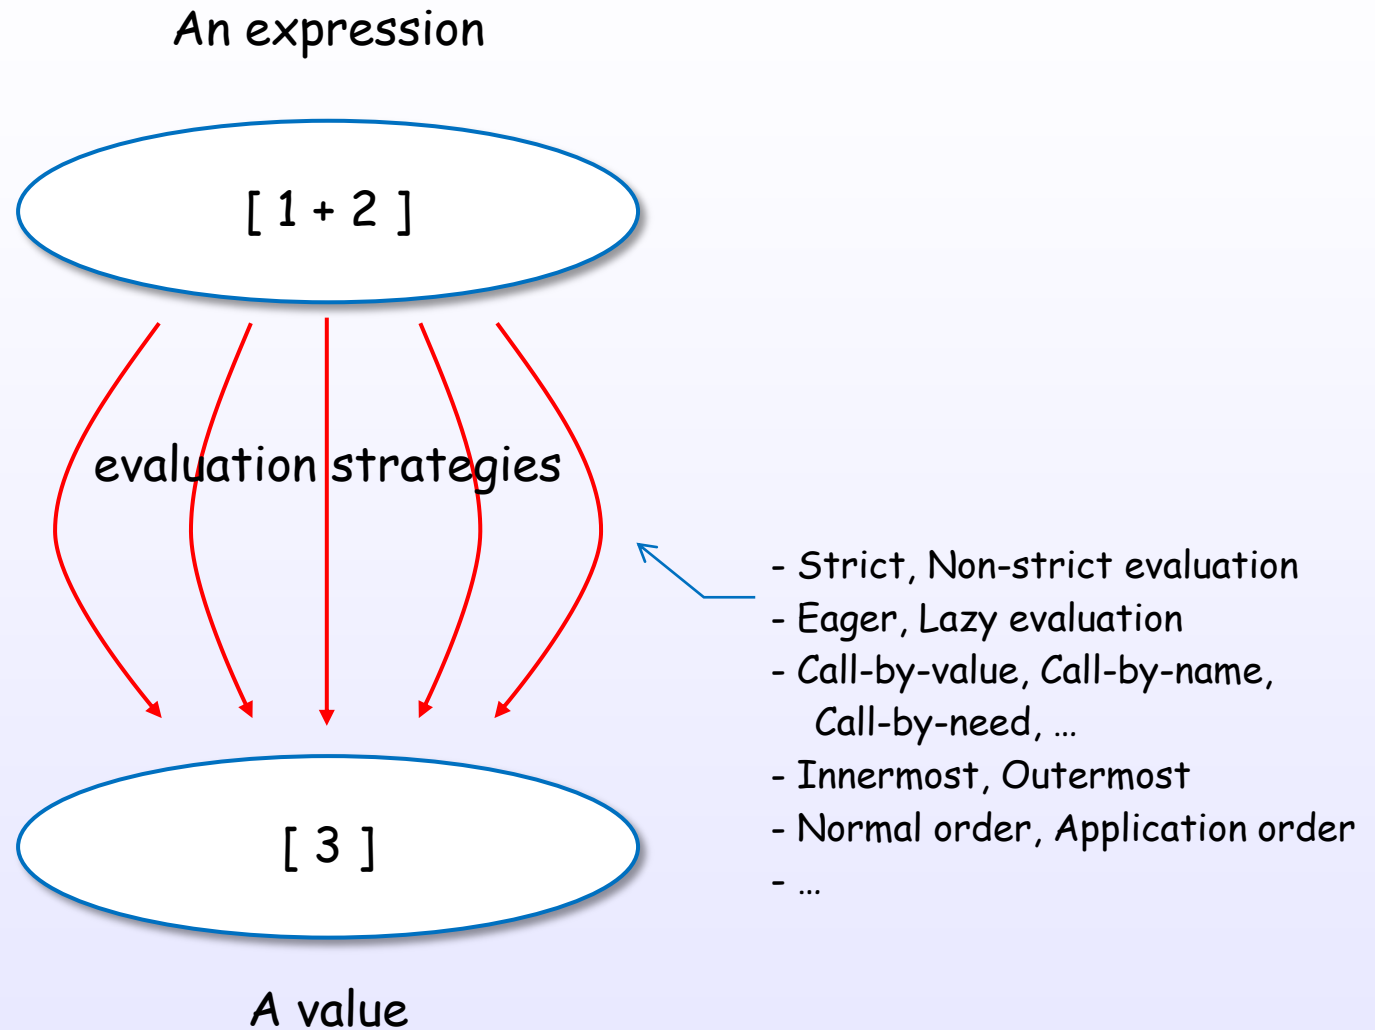 An expression
[ 1 + 2 ]
evaluation strategies
- Strict, Non-strict evaluation
- Eager, Lazy evaluation
- Call-by-value, Call-by-name,
Call-by-need, …
- Innermost, Outermost
- Normal order, Application order
- …
[ 3 ]
A value